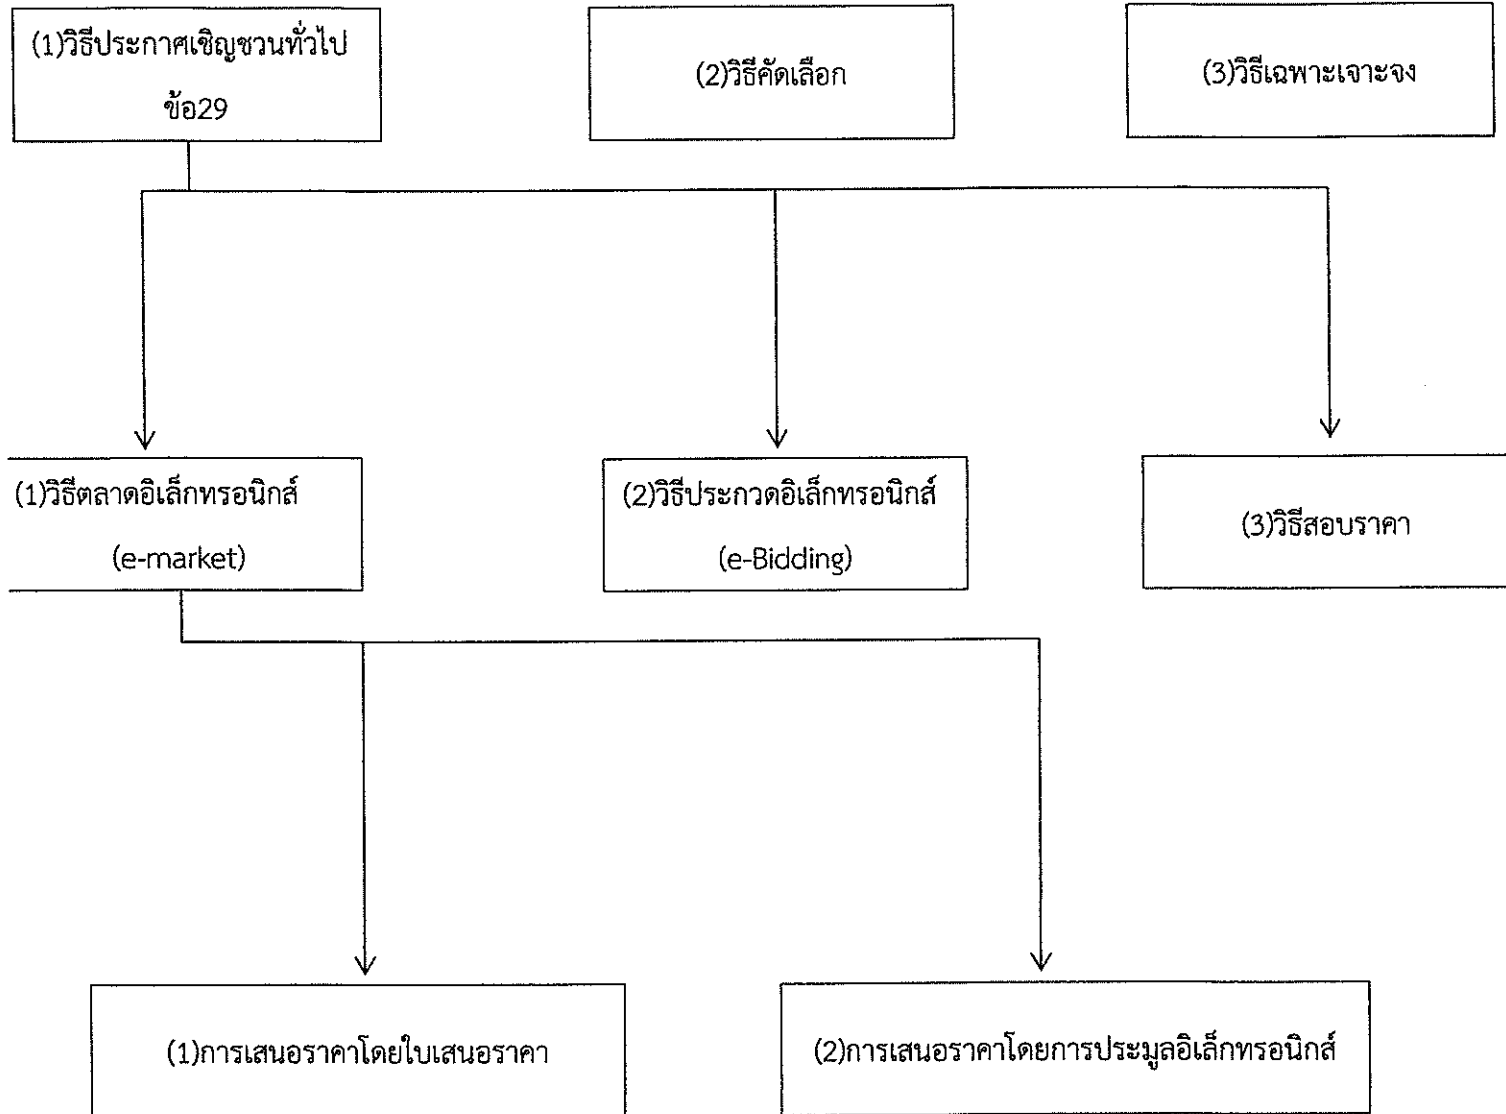 (1)วิธีประกาศเชิญชวนทั่วไป
ข้อ29
(2)วิธีคัดเลือก
(3)วิธีเฉพาะเจาะจง
(1)วิธีตลาดอิเล็กทรอนิกส์
(e-market)
(2)วิธีประกวดอิเล็กทรอนิกส์
(e-Bidding)
(3)วิธีสอบราคา
(1)การเสนอราคาโดยใบเสนอราคา
(2)การเสนอราคาโดยการประมูลอิเล็กทรอนิกส์